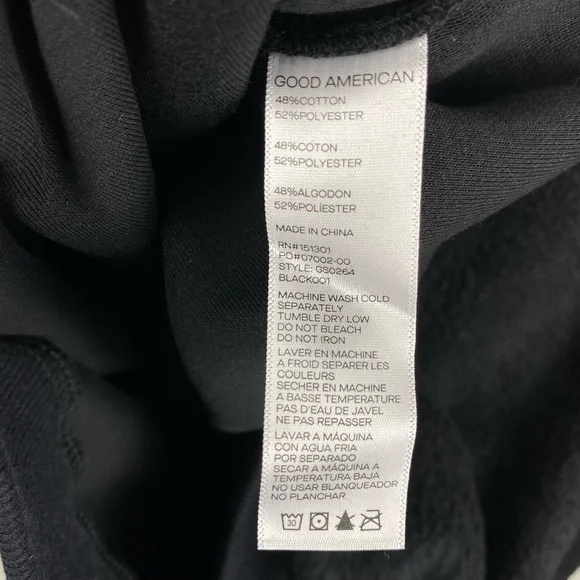 GOOD AMERICAN
48%COTTON
52%POLYESTER
48%COTON
52%POLYESTER
48%ALGODON
52%POLÍESTER
MADE IN CHINA
RN#151301
PO#07002-00
STYLE: GS0264
BLACK001
MACHINE WASH COLD
SEPARATELY
TUMBLE DRY LOW
DO NOT BLEACH
DO NOT IRON
LAVER EN MACHINE
A FROID SEPARER LES
COULEURS
SECHER EN MACHINE
A BASSE TEMPERATURE
PAS D'EAU DE JAVEL
NE PAS REPASSER
LAVAR A MÁQUINA
CON AGUA FRIA
POR SEPARADO
SECAR A MÁQUINA A
TEMPERATURA BAJA
NO USAR BLANQUEADOR
NO PLANCHAR
30